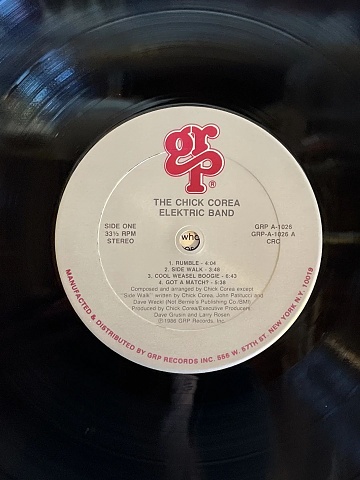 grp
®
THE CHICK COREA
ELEKTRIC BAND
SIDE ONE
33⅓ RPM
STEREO
GRP A-1026
GRP-A-1026 A
CRC
who
1. RUMBLE - 4:04
2. SIDE WALK - 3:48
3. COOL WEASEL BOOGIE - 6:43
4. GOT A MATCH? - 5:38
Composed and arranged by Chick Corea except
"Side Walk" written by Chick Corea, John Patitucci and
Dave Weckl (Not Bernie's Publishing Co/BMI)
Produced by Chick Corea/Executive Producers
Dave Grusin and Larry Rosen
©1986 GRP Records, Inc.
MANUFACTURED & DISTRIBUTED BY GRP RECORDS INC. 555 W. 57TH ST. NEW YORK N.Y. 10019